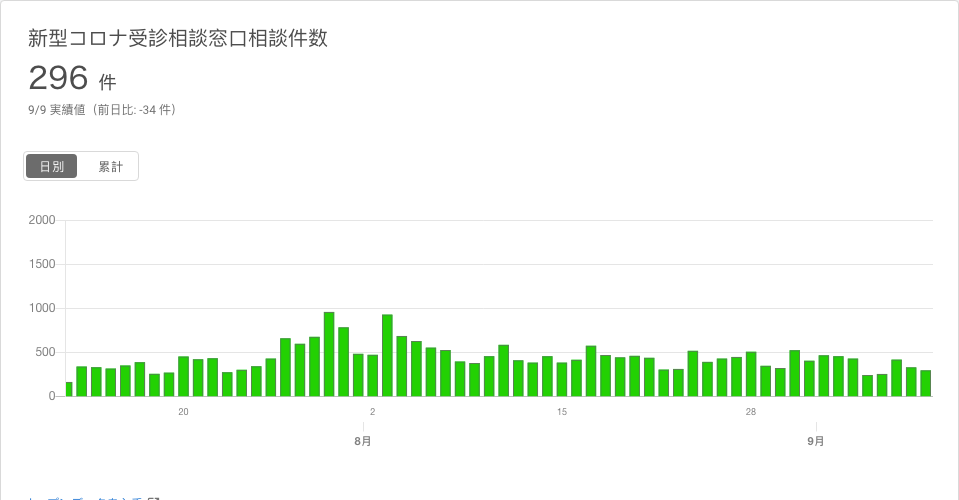 新型コロナ受診相談窓口相談件数
296 件
9/9 実績値（前日比: -34 件）
日別 累計
2000
1500
1000
500
0
20 2 15 28
8月 9月